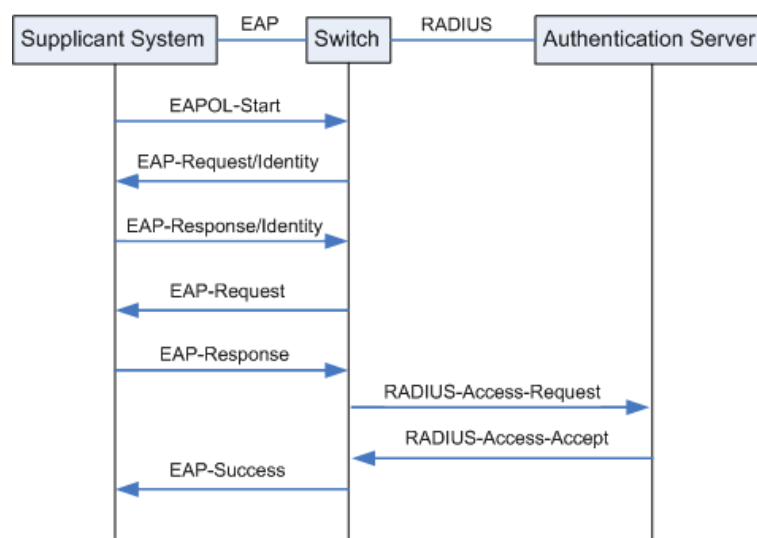 EAP
RADIUS
Supplicant System
Switch
Authentication Server
EAPOL-Start
EAP-Request/Identity
EAP-Response/Identity
EAP-Request
EAP-Response
RADIUS-Access-Request
RADIUS-Access-Accept
EAP-Success